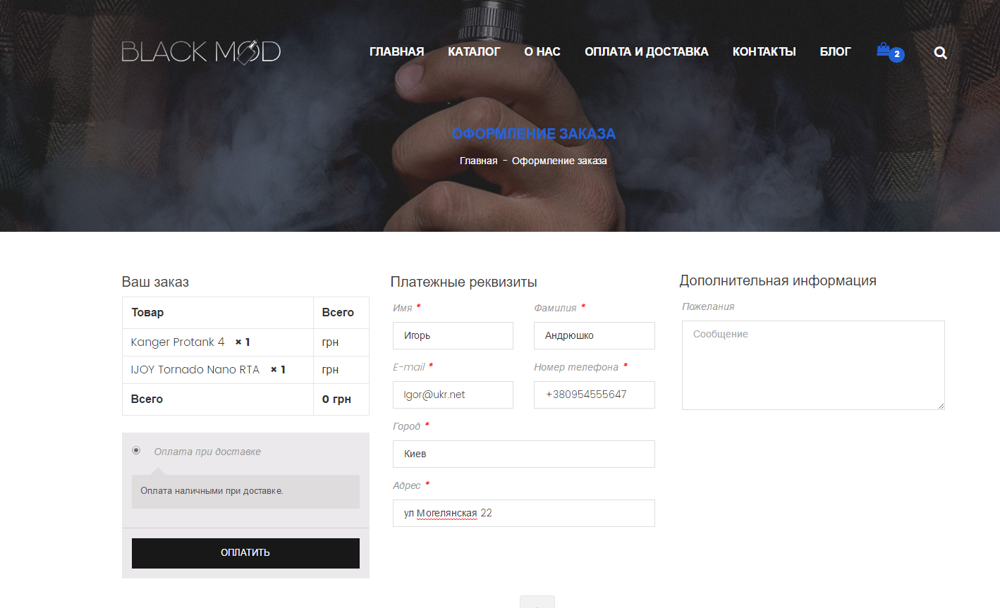 BLACK MOD
ГЛАВНАЯ КАТАЛОГ О НАС ОПЛАТА И ДОСТАВКА КОНТАКТЫ БЛОГ 2
ОФОРМЛЕНИЕ ЗАКАЗА
Главная - Оформление заказа
Ваш заказ
Товар Всего
Kanger Protank 4 × 1 грн
IJOY Tornado Nano RTA × 1 грн
Всего 0 грн
Оплата при доставке
Оплата наличными при доставке.
ОПЛАТИТЬ
Платежные реквизиты
Имя * Фамилия *
Игорь Андрюшко
E-mail * Номер телефона *
Igor@ukr.net +380954555647
Город *
Киев
Адрес *
ул Могелянская 22
Дополнительная информация
Пожелания
Сообщение